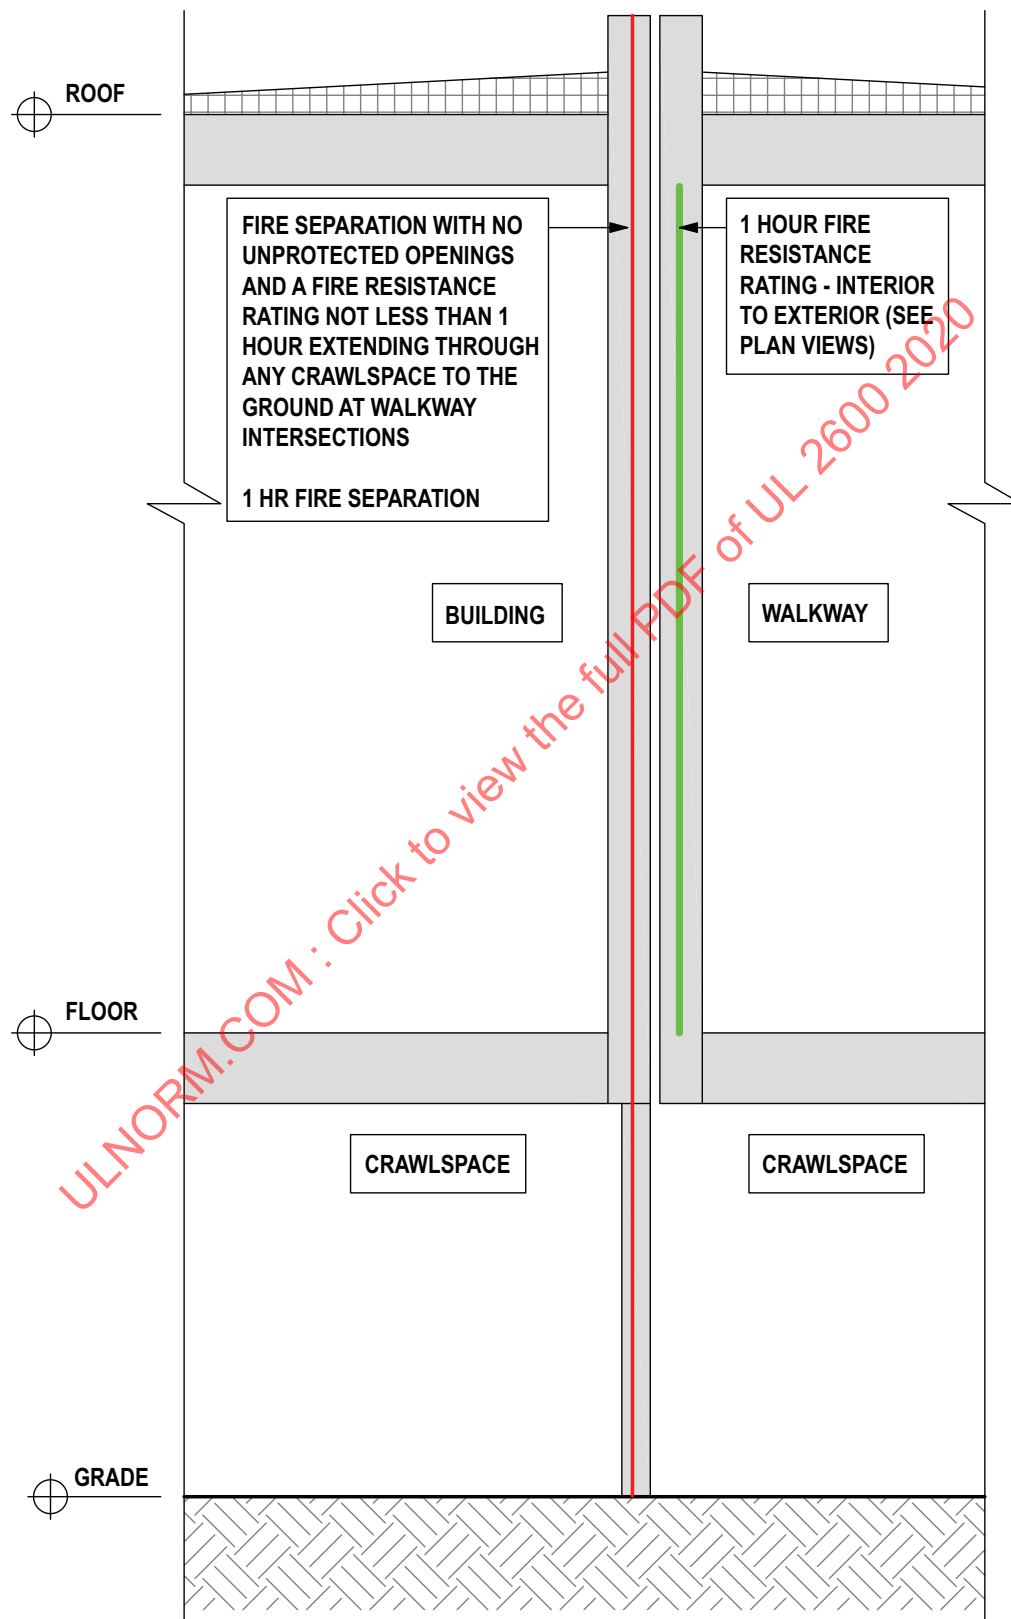 ROOF
FIRE SEPARATION WITH NO
UNPROTECTED OPENINGS
AND A FIRE RESISTANCE
RATING NOT LESS THAN 1
HOUR EXTENDING THROUGH
ANY CRAWLSPACE TO THE
GROUND AT WALKWAY
INTERSECTIONS
1 HR FIRE SEPARATION
1 HOUR FIRE
RESISTANCE
RATING - INTERIOR
TO EXTERIOR (SEE
PLAN VIEWS)
BUILDING
WALKWAY
ULNORM.COM : Click to view the full PDF of UL 2600 2020
FLOOR
CRAWLSPACE
CRAWLSPACE
GRADE